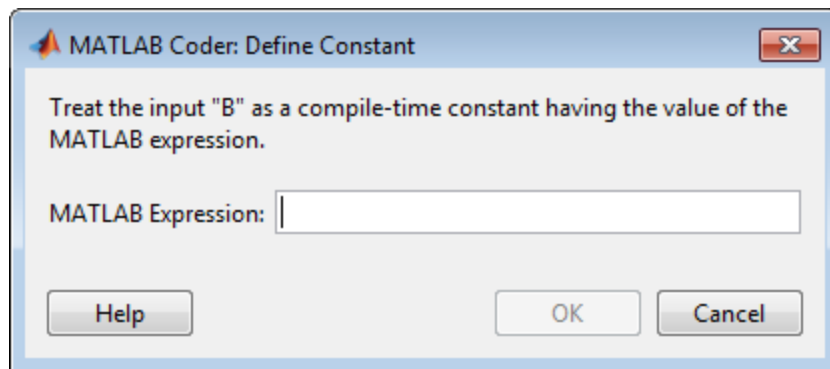 MATLAB Coder: Define Constant
Treat the input "B" as a compile-time constant having the value of the
MATLAB expression.
MATLAB Expression:
Help OK Cancel